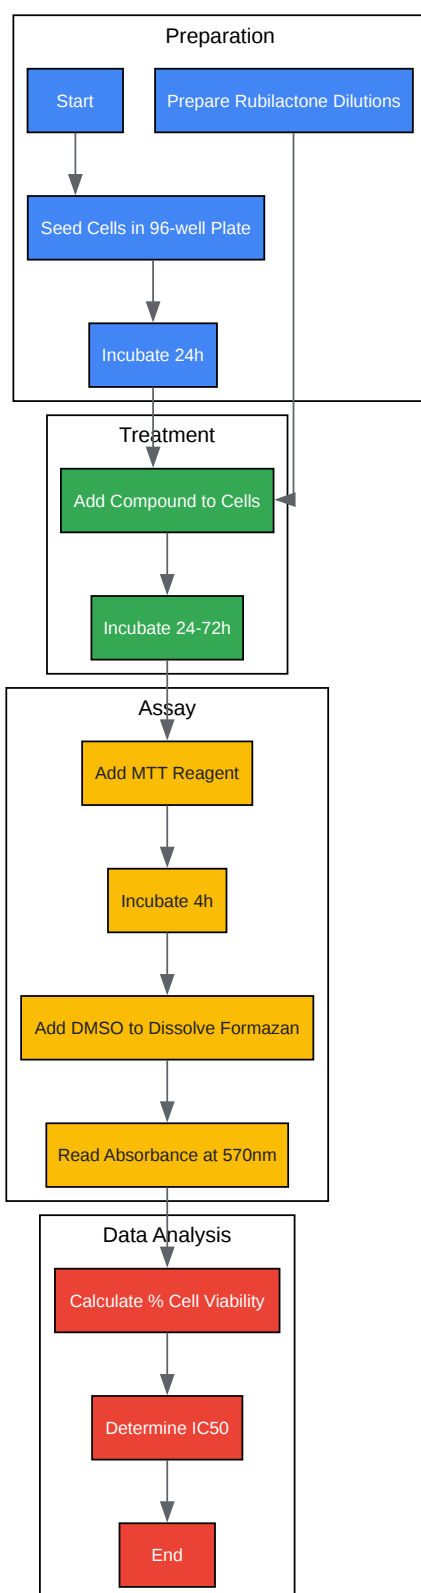 Preparation
Start
Prepare Rubilactone Dilutions
Seed Cells in 96-well Plate
Incubate 24h
Treatment
Add Compound to Cells
Incubate 24-72h
Assay
Add MTT Reagent
Incubate 4h
Add DMSO to Dissolve Formazan
Read Absorbance at 570nm
Data Analysis
Calculate % Cell Viability
Determine IC50
End